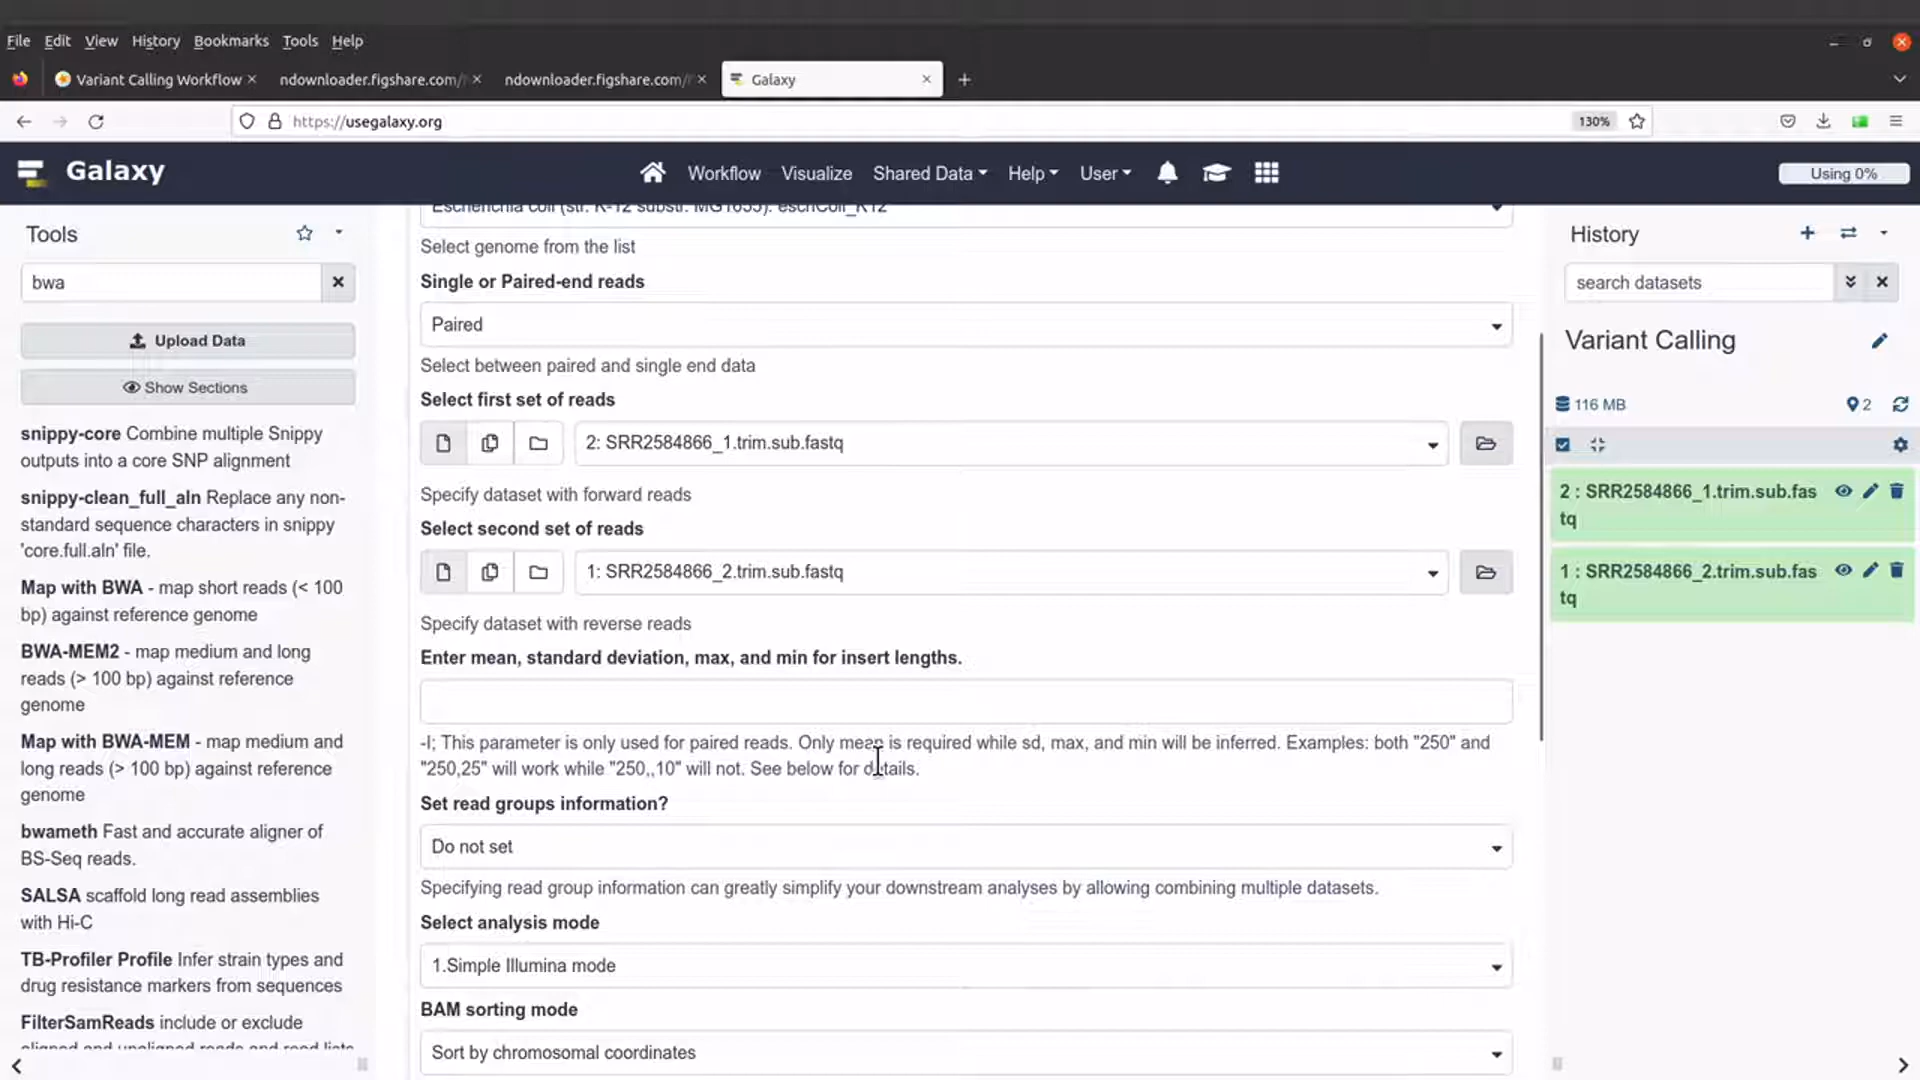 File Edit View History Bookmarks Tools Help
Variant Calling Workflow
ndownloader.figshare.com/
ndownloader.figshare.com/
Galaxy
https://usegalaxy.org
130%
Galaxy
Workflow Visualize Shared Data Help User
Using 0%
Tools
bwa
Upload Data
Show Sections
snippy-core Combine multiple Snippy
outputs into a core SNP alignment
snippy-clean_full_aln Replace any non-
standard sequence characters in snippy
'core.full.aln' file.
Map with BWA - map short reads (< 100
bp) against reference genome
BWA-MEM2 - map medium and long
reads (> 100 bp) against reference
genome
Map with BWA-MEM - map medium and
long reads (> 100 bp) against reference
genome
bwameth Fast and accurate aligner of
BS-Seq reads.
SALSA scaffold long read assemblies
with Hi-C
TB-Profiler Profile Infer strain types and
drug resistance markers from sequences
FilterSamReads include or exclude
aligned and unaligned reads and read lists
Escherichia coli (str. K-12 substr. MG1655): eschColi_K12
Select genome from the list
Single or Paired-end reads
Paired
Select between paired and single end data
Select first set of reads
2: SRR2584866_1.trim.sub.fastq
Specify dataset with forward reads
Select second set of reads
1: SRR2584866_2.trim.sub.fastq
Specify dataset with reverse reads
Enter mean, standard deviation, max, and min for insert lengths.
-I; This parameter is only used for paired reads. Only mean is required while sd, max, and min will be inferred. Examples: both "250" and
"250,25" will work while "250,,10" will not. See below for details.
Set read groups information?
Do not set
Specifying read group information can greatly simplify your downstream analyses by allowing combining multiple datasets.
Select analysis mode
1.Simple Illumina mode
BAM sorting mode
Sort by chromosomal coordinates
History
search datasets
Variant Calling
116 MB
2
2 : SRR2584866_1.trim.sub.fas
tq
1 : SRR2584866_2.trim.sub.fas
tq